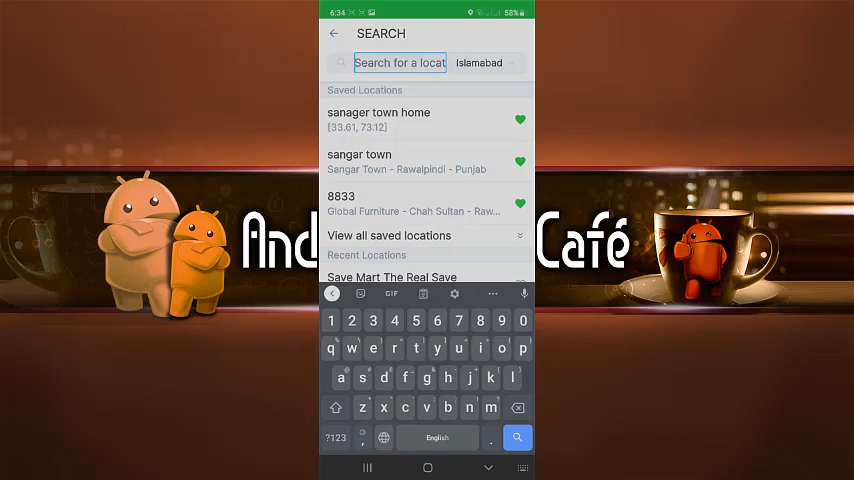 6:34
58%
SEARCH
Search for a locat
Islamabad
Saved Locations
sanager town home
[33.61, 73.12]
sangar town
Sangar Town - Rawalpindi - Punjab
8833
Global Furniture - Chah Sultan - Raw...
View all saved locations
Recent Locations
Save Mart The Real Save
And
Café
GIF
1 2 3 4 5 6 7 8 9 0
q w e r t y u i o p
a s d f g h j k l
z x c v b n m
?123 , English .